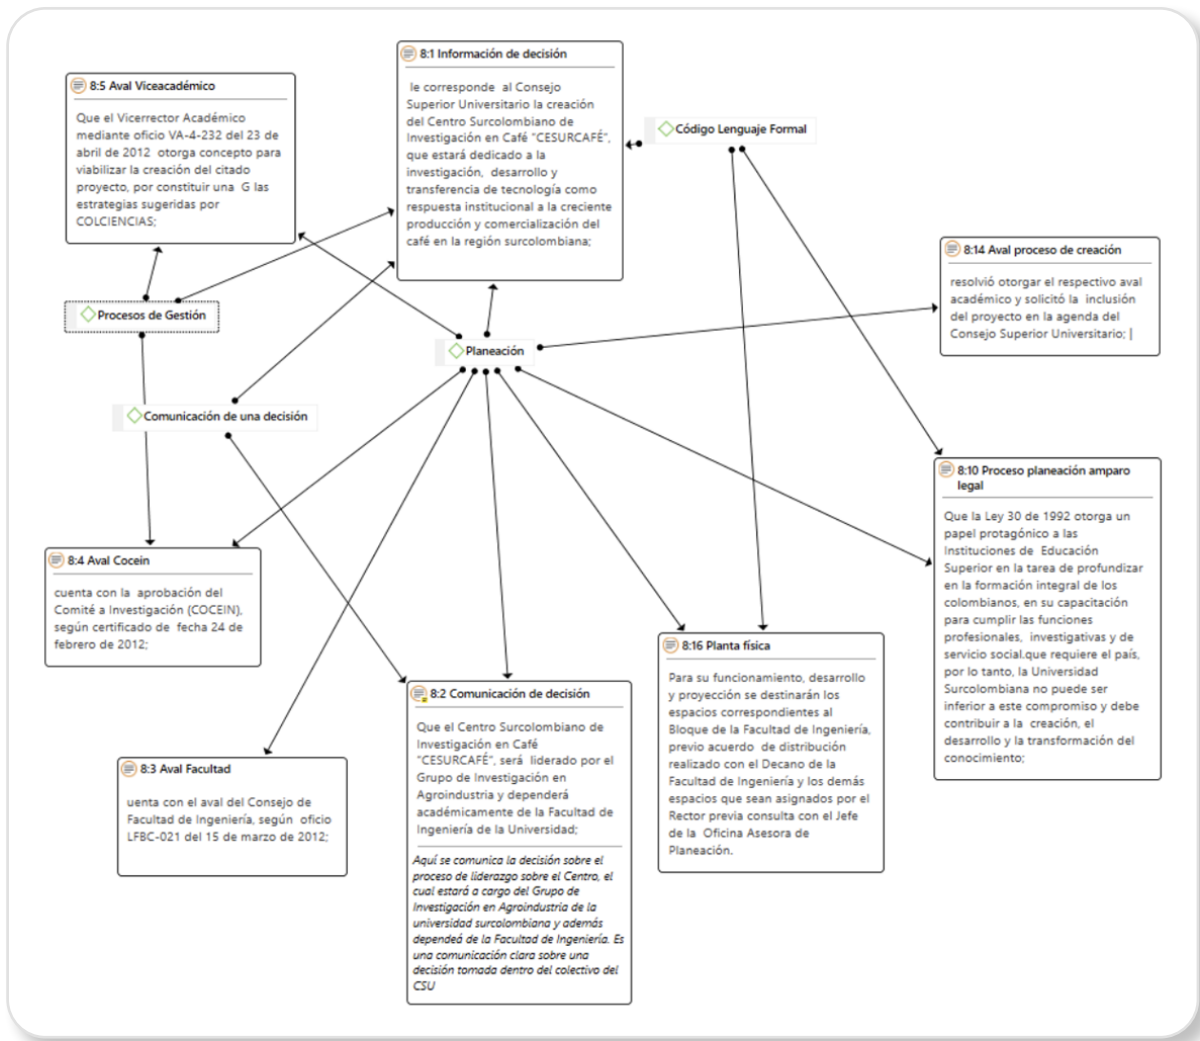 8:1 Información de decisión
le corresponde al Consejo
Superior Universitario la creación
del Centro Surcolombiano de
Investigación en Café "CESURCAFÉ",
que estará dedicado a la
investigación, desarrollo y
transferencia de tecnología como
respuesta institucional a la creciente
producción y comercialización del
café en la región surcolombiana;
8:5 Aval Viceacadémico
Que el Vicerrector Académico
mediante oficio VA-4-232 del 23 de
abril de 2012 otorga concepto para
viabilizar la creación del citado
proyecto, por constituir una G las
estrategias sugeridas por
COLCIENCIAS;
Código Lenguaje Formal
8:14 Aval proceso de creación
resolvió otorgar el respectivo aval
académico y solicitó la inclusión
del proyecto en la agenda del
Consejo Superior Universitario; |
Procesos de Gestión
Planeación
Comunicación de una decisión
8:10 Proceso planeación amparo
legal
Que la Ley 30 de 1992 otorga un
papel protagónico a las
Instituciones de Educación
Superior en la tarea de profundizar
en la formación integral de los
colombianos, en su capacitación
para cumplir las funciones
profesionales, investigativas y de
servicio social.que requiere el país,
por lo tanto, la Universidad
Surcolombiana no puede ser
inferior a este compromiso y debe
contribuir a la creación, el
desarrollo y la transformación del
conocimiento;
8:4 Aval Cocein
cuenta con la aprobación del
Comité a Investigación (COCEIN),
según certificado de fecha 24 de
febrero de 2012;
8:16 Planta física
Para su funcionamiento, desarrollo
y proyección se destinarán los
espacios correspondientes al
Bloque de la Facultad de Ingeniería,
previo acuerdo de distribución
realizado con el Decano de la
Facultad de Ingeniería y los demás
espacios que sean asignados por el
Rector previa consulta con el Jefe
de la Oficina Asesora de
Planeación.
8:2 Comunicación de decisión
Que el Centro Surcolombiano de
Investigación en Café
"CESURCAFÉ", será liderado por el
Grupo de Investigación en
Agroindustria y dependerá
académicamente de la Facultad de
Ingeniería de la Universidad;
Aquí se comunica la decisión sobre el
proceso de liderazgo sobre el Centro, el
cual estará a cargo del Grupo de
Investigación en Agroindustria de la
universidad surcolombiana y además
dependeá de la Facultad de Ingeniería. Es
una comunicación clara sobre una
decisión tomada dentro del colectivo del
CSU
8:3 Aval Facultad
uenta con el aval del Consejo de
Facultad de Ingeniería, según oficio
LFBC-021 del 15 de marzo de 2012;